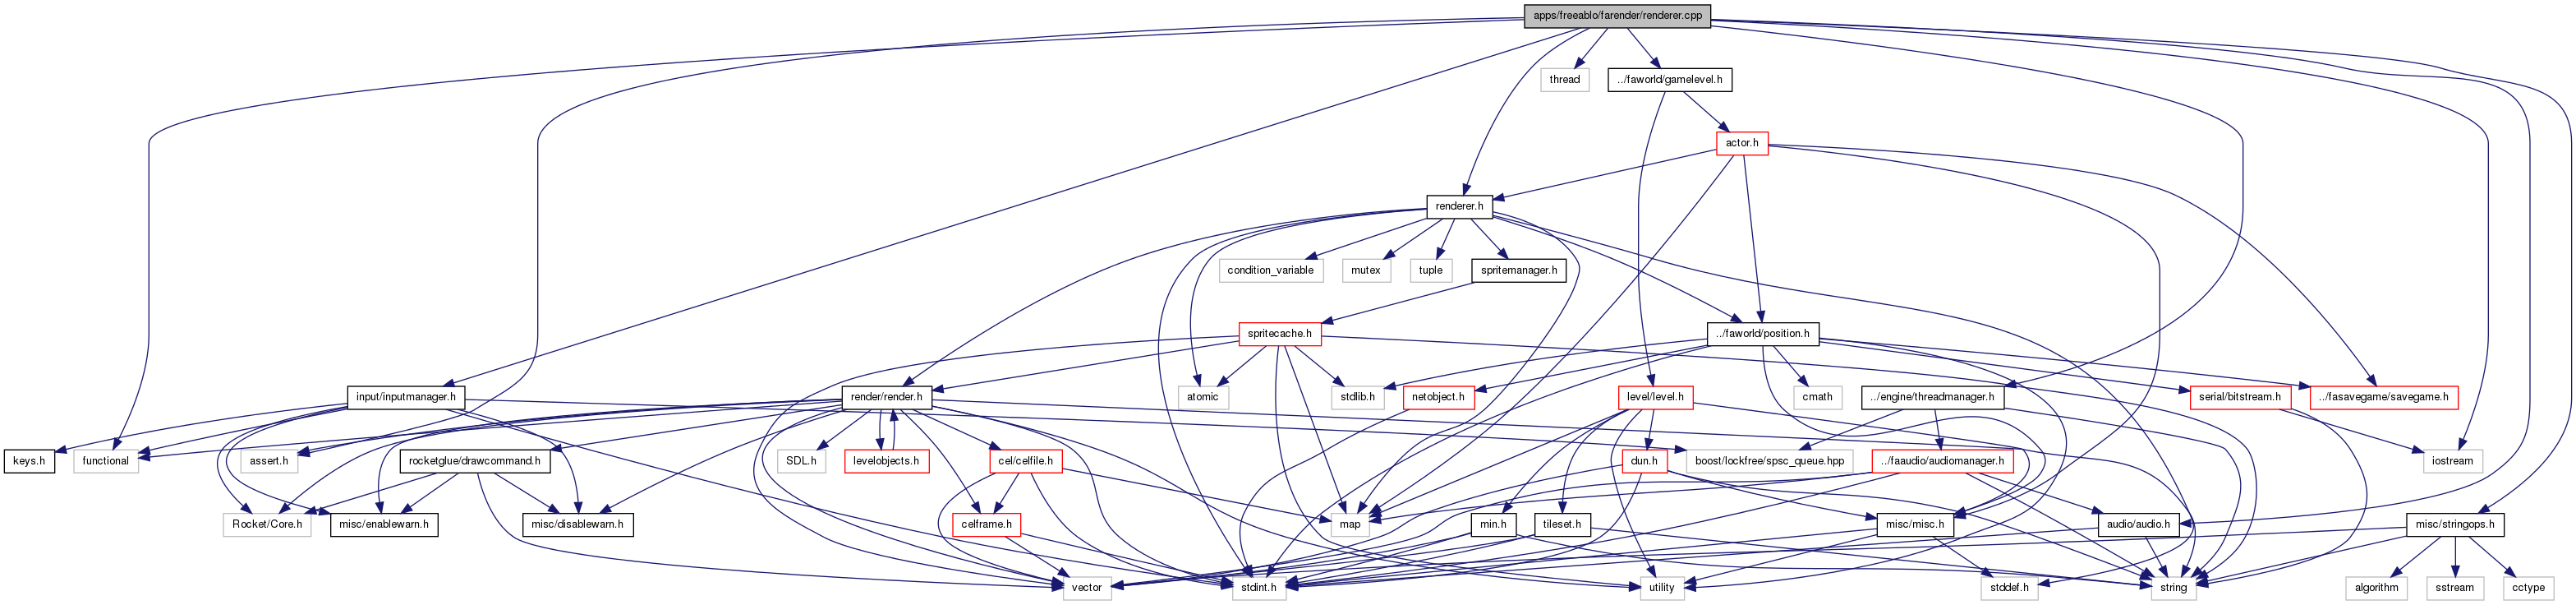 apps/freeablo/farender/renderer.cpp
thread
../faworld/gamelevel.h
actor.h
renderer.h
condition_variable
mutex
tuple
spritemanager.h
spritecache.h
../faworld/position.h
input/inputmanager.h
render/render.h
atomic
stdlib.h
netobject.h
level/level.h
cmath
../engine/threadmanager.h
serial/bitstream.h
../fasavegame/savegame.h
keys.h
functional
assert.h
rocketglue/drawcommand.h
SDL.h
levelobjects.h
cel/celfile.h
boost/lockfree/spsc_queue.hpp
dun.h
../faaudio/audiomanager.h
iostream
Rocket/Core.h
misc/enablewarn.h
misc/disablewarn.h
celframe.h
map
min.h
tileset.h
misc/misc.h
audio/audio.h
misc/stringops.h
vector
stdint.h
utility
stddef.h
string
algorithm
sstream
cctype